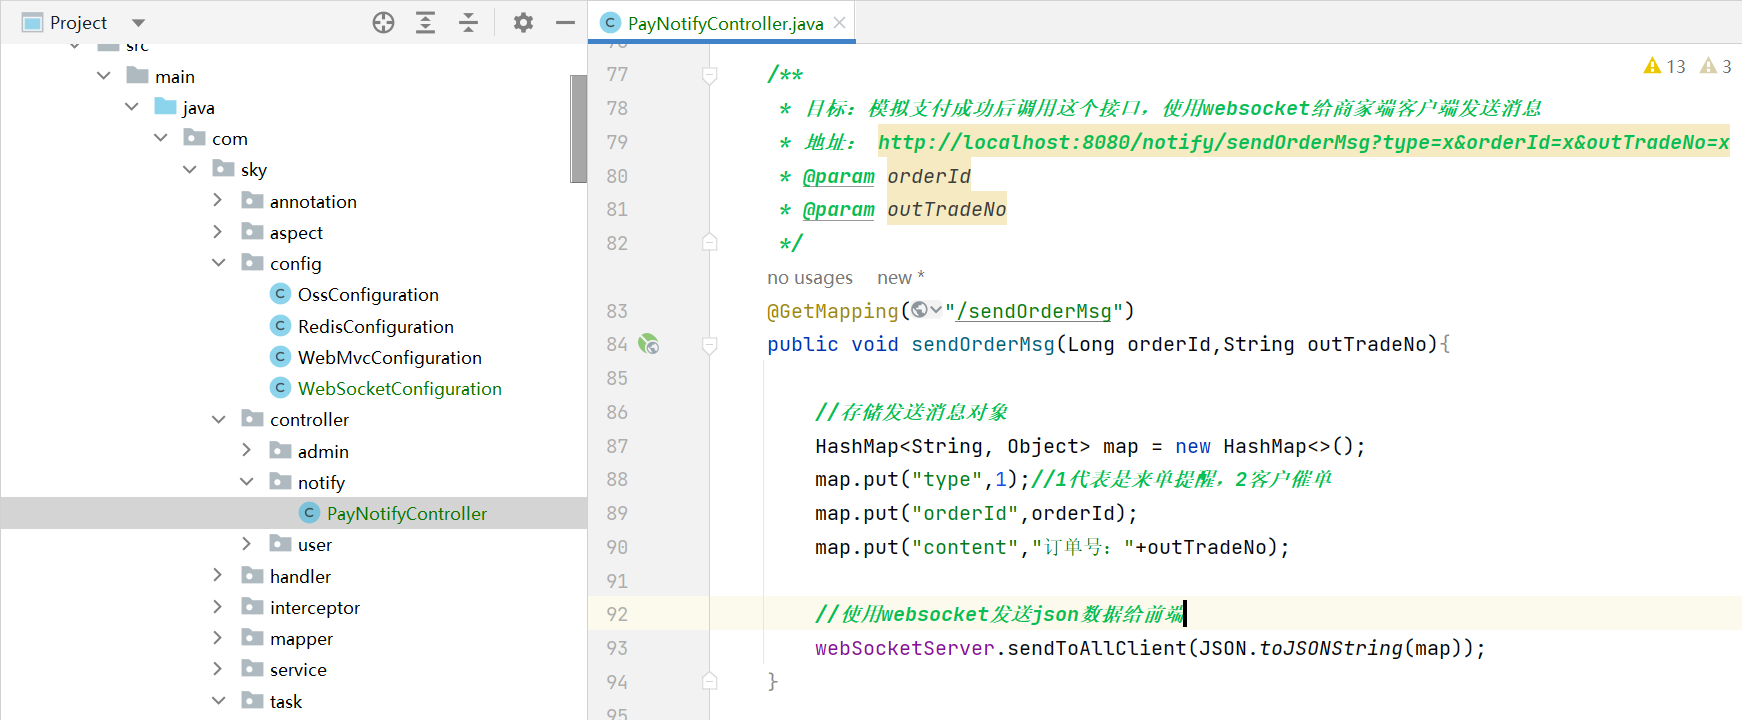 Project
src
main
java
com
sky
annotation
aspect
config
OssConfiguration
RedisConfiguration
WebMvcConfiguration
WebSocketConfiguration
controller
admin
notify
PayNotifyController
user
handler
interceptor
mapper
service
task
PayNotifyController.java
13 3
77 /**
78 * 目标：模拟支付成功后调用这个接口，使用websocket给商家端客户端发送消息
79 * 地址： http://localhost:8080/notify/sendOrderMsg?type=x&orderId=x&outTradeNo=x
80 * @param orderId
81 * @param outTradeNo
82 */
no usages new *
83 @GetMapping("/sendOrderMsg")
84 public void sendOrderMsg(Long orderId,String outTradeNo){
85
86 //存储发送消息对象
87 HashMap<String, Object> map = new HashMap<>();
88 map.put("type",1);//1代表是来单提醒，2客户催单
89 map.put("orderId",orderId);
90 map.put("content","订单号："+outTradeNo);
91
92 //使用websocket发送json数据给前端
93 webSocketServer.sendToAllClient(JSON.toJSONString(map));
94 }
95